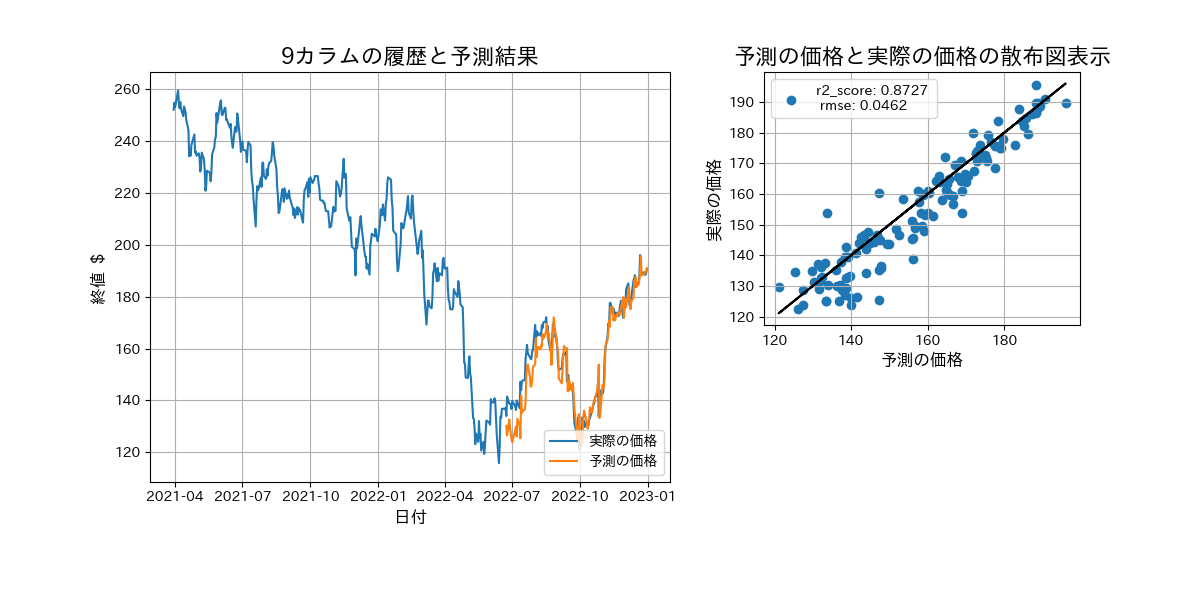 9カラムの履歴と予測結果
終値 $
260
240
220
200
180
160
140
120
2021-04 2021-07 2021-10 2022-01 2022-04 2022-07 2022-10 2023-01
日付
実際の価格
予測の価格
予測の価格と実際の価格の散布図表示
r2_score: 0.8727
rmse: 0.0462
実際の価格
190
180
170
160
150
140
130
120
120 140 160 180
予測の価格